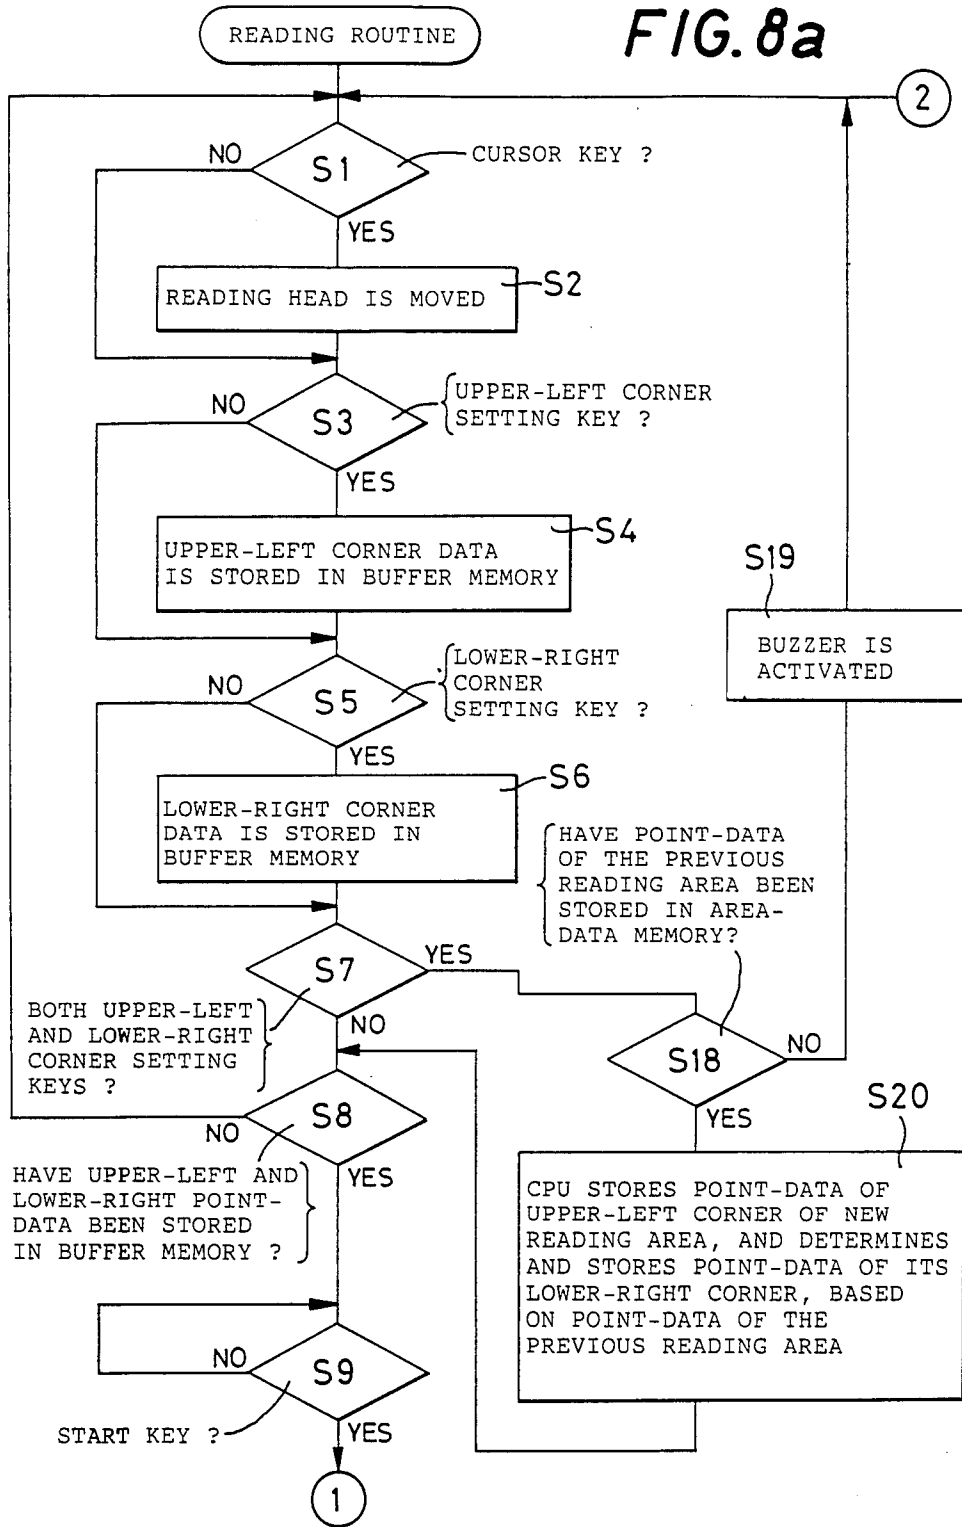 FIG. 8a
READING ROUTINE
2
NO
S1
CURSOR KEY ?
YES
S2
READING HEAD IS MOVED
NO
S3
UPPER-LEFT CORNER
SETTING KEY ?
YES
S4
UPPER-LEFT CORNER DATA
IS STORED IN BUFFER MEMORY
S19
BUZZER IS
ACTIVATED
NO
S5
LOWER-RIGHT
CORNER
SETTING KEY ?
YES
S6
LOWER-RIGHT CORNER
DATA IS STORED IN
BUFFER MEMORY
HAVE POINT-DATA
OF THE PREVIOUS
READING AREA BEEN
STORED IN AREA-
DATA MEMORY?
S7
YES
BOTH UPPER-LEFT
AND LOWER-RIGHT
CORNER SETTING
KEYS ?
NO
S18
NO
YES
S8
NO
YES
HAVE UPPER-LEFT AND
LOWER-RIGHT POINT-
DATA BEEN STORED
IN BUFFER MEMORY ?
S20
CPU STORES POINT-DATA OF
UPPER-LEFT CORNER OF NEW
READING AREA, AND DETERMINES
AND STORES POINT-DATA OF ITS
LOWER-RIGHT CORNER, BASED
ON POINT-DATA OF THE
PREVIOUS READING AREA
NO
S9
START KEY ?
YES
1